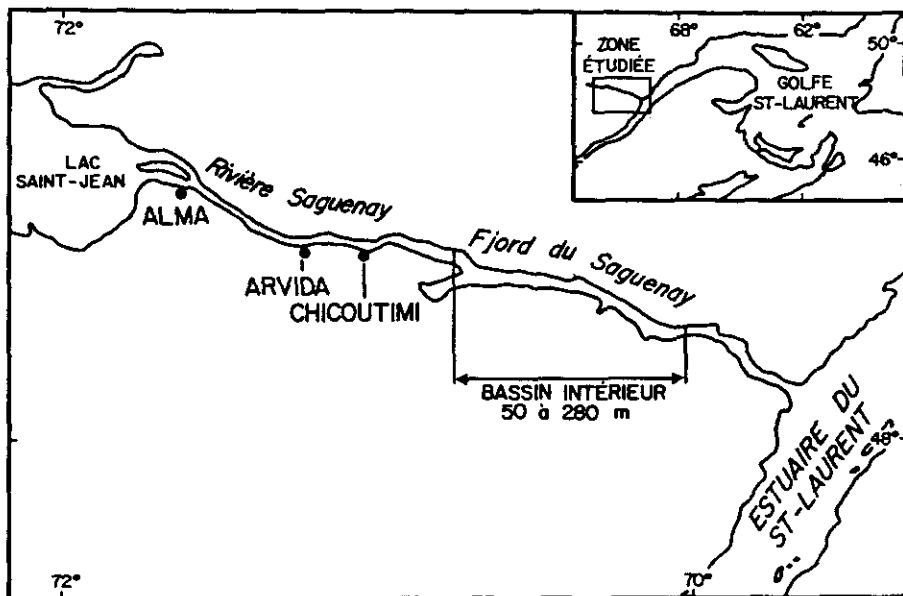 72°
68°
62°
50°
ZONE
ÉTUDIÉE
GOLFE
ST-LAURENT
46°
LAC
SAINT-JEAN
Rivière Saguenay
ALMA
Fjord du Saguenay
ARVIDA
CHICOUTIMI
BASSIN INTÉRIEUR
50 à 280 m
ESTUAIRE DU
ST-LAURENT
48°
72°
70°